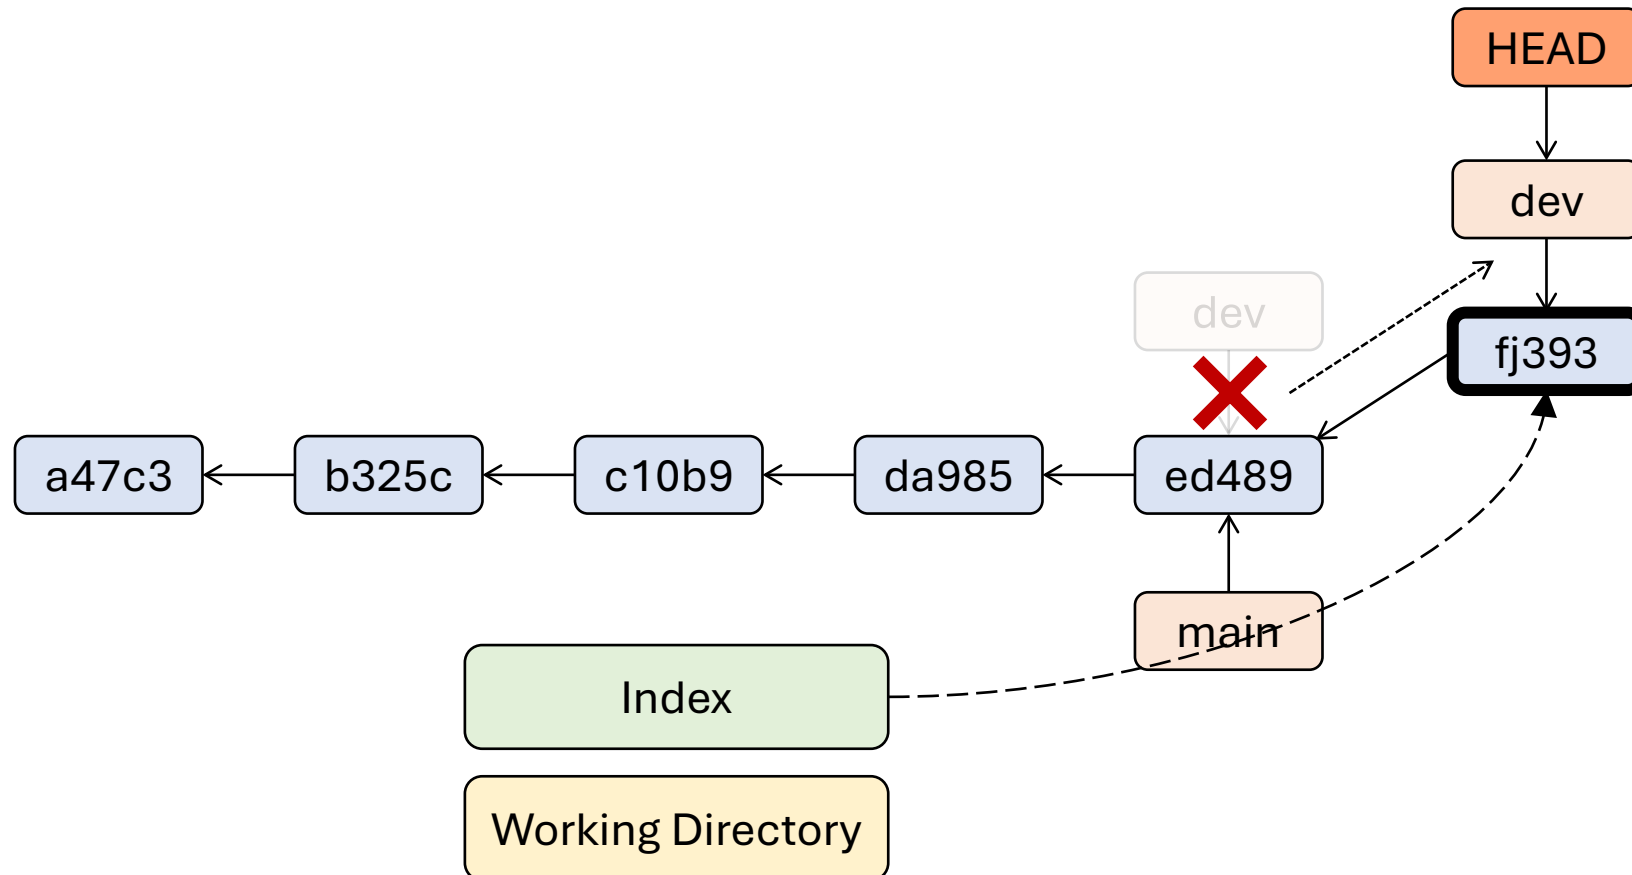 HEAD
dev
dev
fj393
a47c3
b325c
c10b9
da985
ed489
main
Index
Working Directory